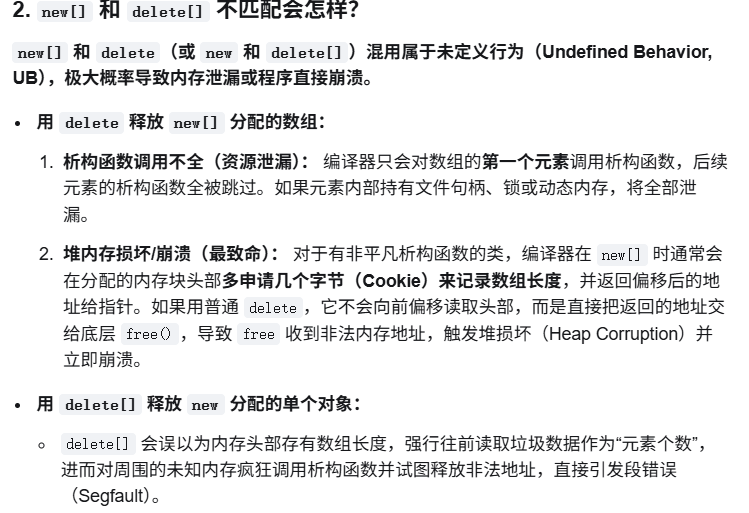 2. new[] 和 delete[] 不匹配会怎样？
new[] 和 delete（或 new 和 delete[]）混用属于未定义行为（Undefined Behavior,
UB），极大概率导致内存泄漏或程序直接崩溃。
• 用 delete 释放 new[] 分配的数组：
1. 析构函数调用不全（资源泄漏）： 编译器只会对数组的第一个元素调用析构函数，后续
元素的析构函数全被跳过。如果元素内部持有文件句柄、锁或动态内存，将全部泄
漏。
2. 堆内存损坏/崩溃（最致命）： 对于有非平凡析构函数的类，编译器在 new[] 时通常会
在分配的内存块头部多申请几个字节（Cookie）来记录数组长度，并返回偏移后的地
址给指针。如果用普通 delete，它不会向前偏移读取头部，而是直接把返回的地址交
给底层 free()，导致 free 收到非法内存地址，触发堆损坏（Heap Corruption）并
立即崩溃。
• 用 delete[] 释放 new 分配的单个对象：
◦ delete[] 会误以为内存头部存有数组长度，强行往前读取垃圾数据作为“元素个数”，
进而对周围的未知内存疯狂调用析构函数并试图释放非法地址，直接引发段错误
（Segfault）。